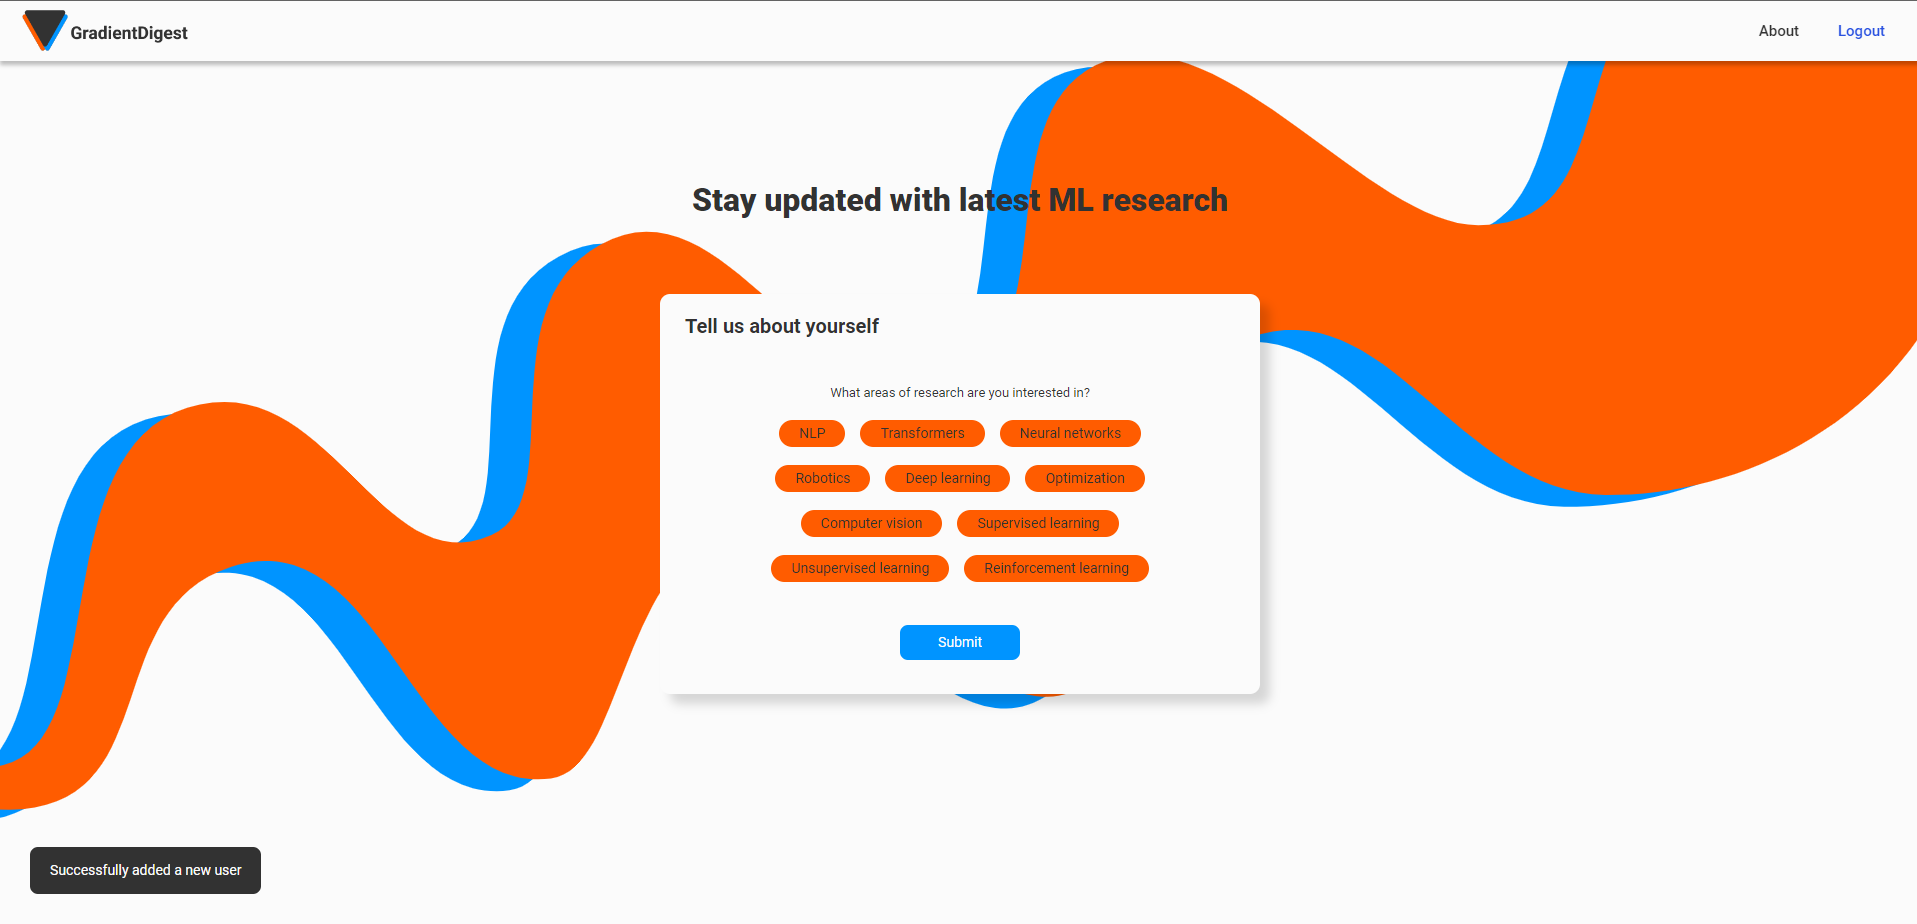 GradientDigest
About Logout
Stay updated with latest ML research
Tell us about yourself
What areas of research are you interested in?
NLP Transformers Neural networks
Robotics Deep learning Optimization
Computer vision Supervised learning
Unsupervised learning Reinforcement learning
Submit
Successfully added a new user